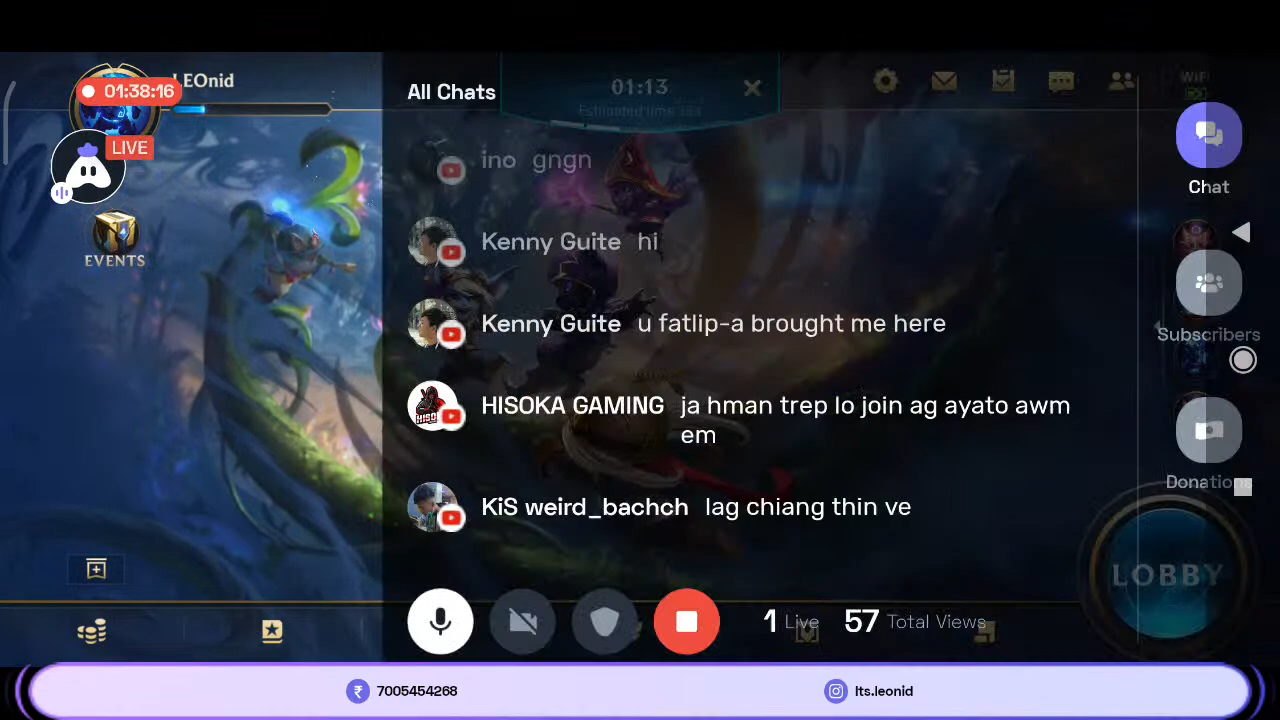 LEOnid
01:38:16
LIVE
EVENTS
All Chats
01:13
WiFi
ino gngn
Kenny Guite hi
Kenny Guite u fatlip-a brought me here
HISOKA GAMING ja hman trep lo join ag ayato awm
em
KiS weird_bachch lag chiang thin ve
Chat
Subscribers
Donations
LOBBY
1 Live 57 Total Views
₹ 7005454268
Its.leonid